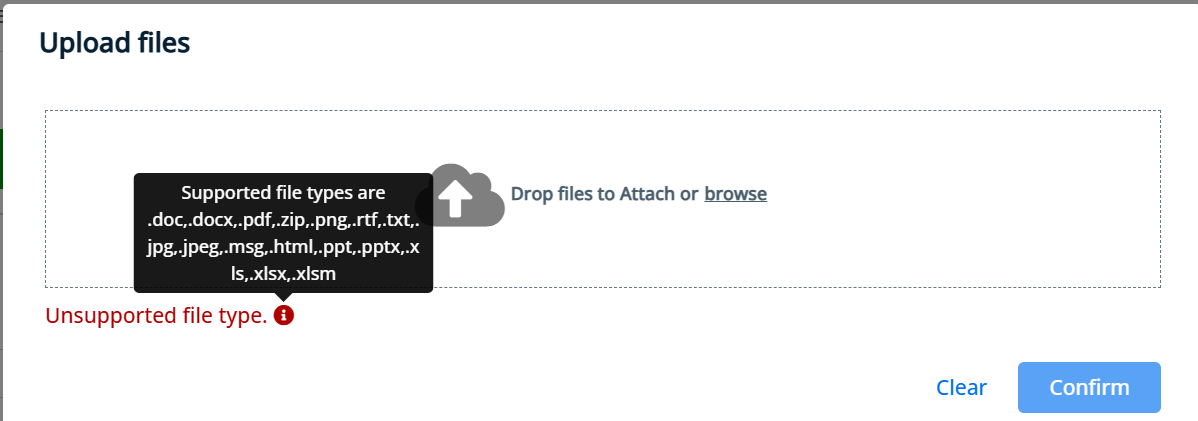 Upload files
Supported file types are
.doc,.docx,.pdf,.zip,.png,.rtf,.txt,.
jpg,.jpeg,.msg,.html,.ppt,.pptx,.x
ls,.xlsx,.xlsm
Drop files to Attach or browse
Unsupported file type.
Clear
Confirm